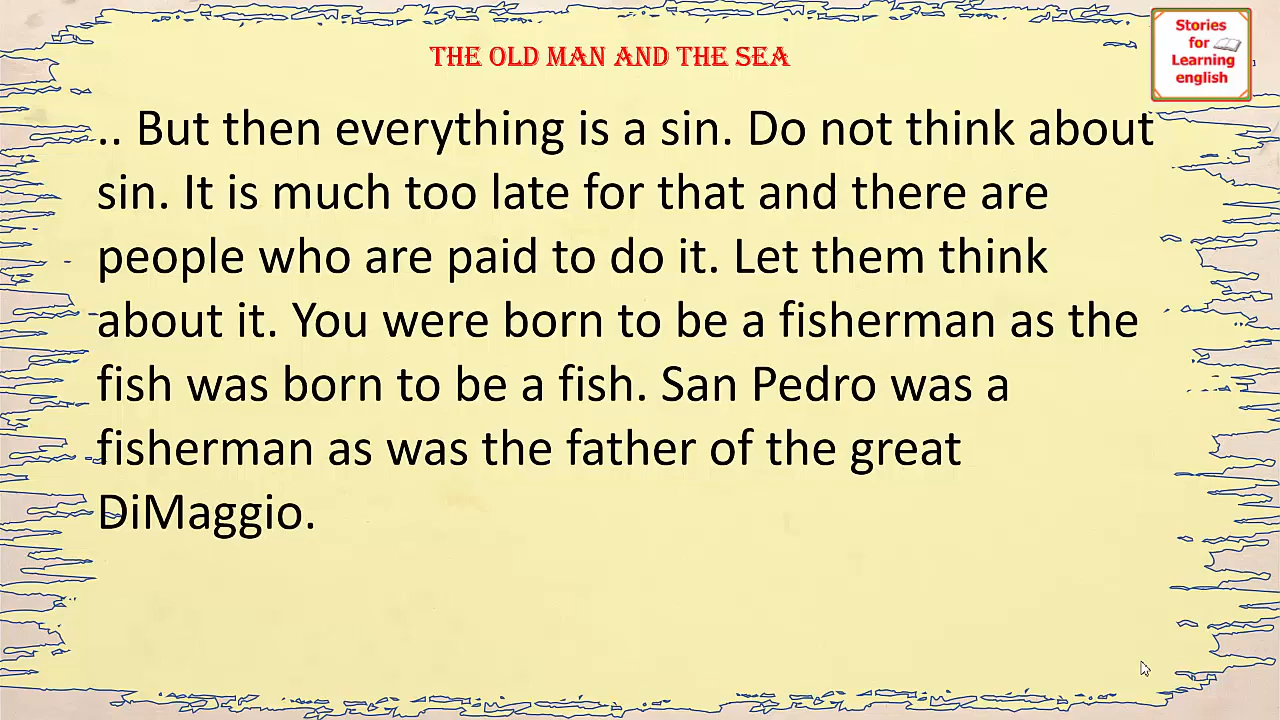 THE OLD MAN AND THE SEA
Stories
for
Learning
english
.. But then everything is a sin. Do not think about
sin. It is much too late for that and there are
people who are paid to do it. Let them think
about it. You were born to be a fisherman as the
fish was born to be a fish. San Pedro was a
fisherman as was the father of the great
DiMaggio.